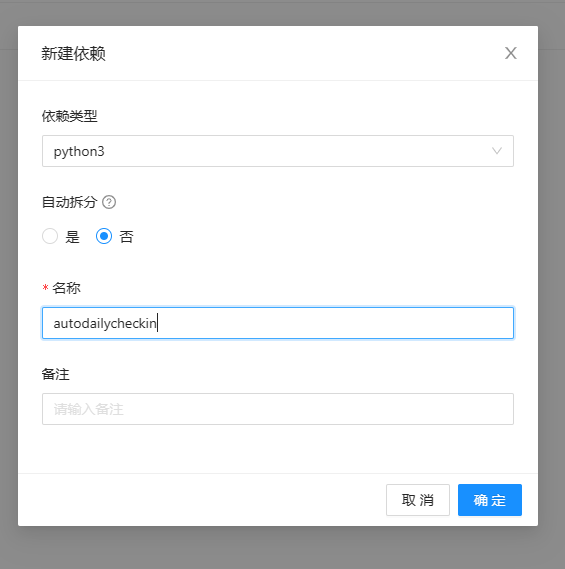 新建依赖
依赖类型
python3
自动拆分
是 否
* 名称
autodailycheckin
备注
请输入备注
取 消 确 定